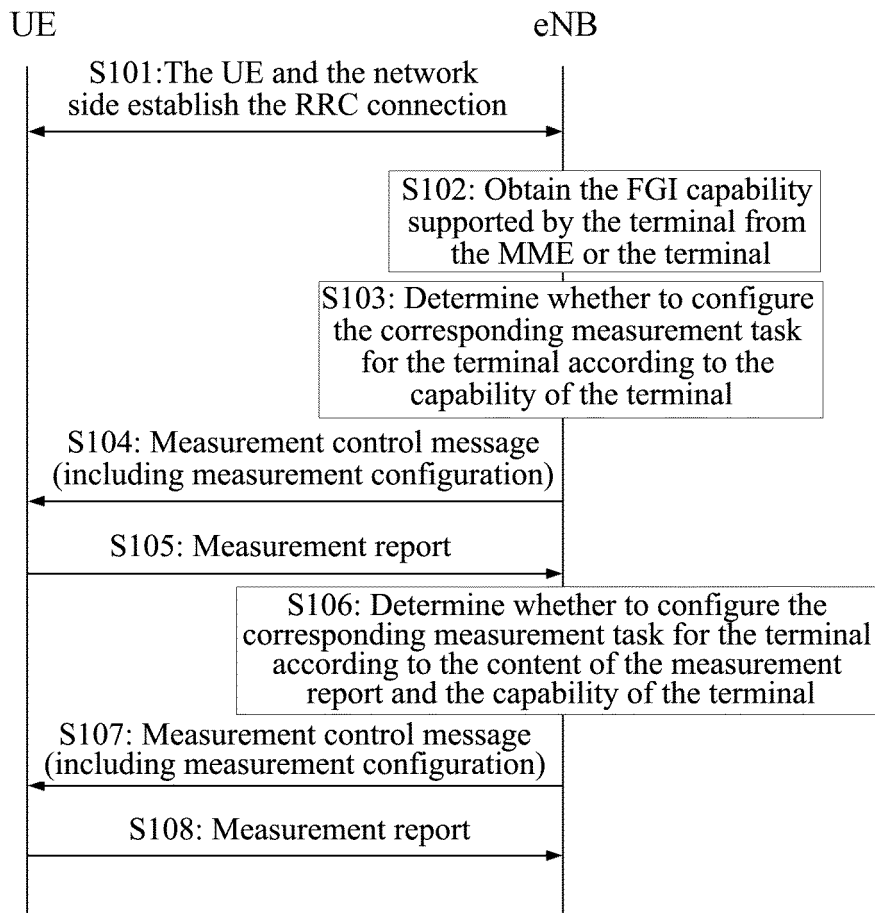 UE
eNB
S101:The UE and the network
side establish the RRC connection
S102: Obtain the FGI capability
supported by the terminal from
the MME or the terminal
S103: Determine whether to configure
the corresponding measurement task
for the terminal according to the
capability of the terminal
S104: Measurement control message
(including measurement configuration)
S105: Measurement report
S106: Determine whether to configure the
corresponding measurement task for the terminal
according to the content of the measurement
report and the capability of the terminal
S107: Measurement control message
(including measurement configuration)
S108: Measurement report